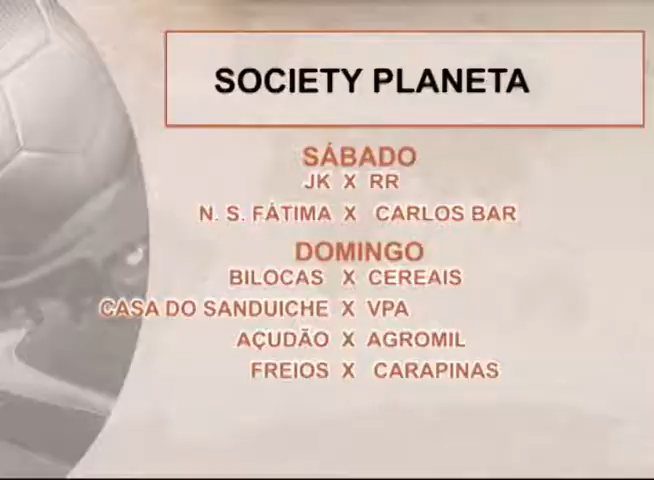 SOCIETY PLANETA
SÁBADO
JK X RR
N. S. FÁTIMA X CARLOS BAR
DOMINGO
BILOCAS X CEREAIS
CASA DO SANDUICHE X VPA
AÇUDÃO X AGROMIL
FREIOS X CARAPINAS